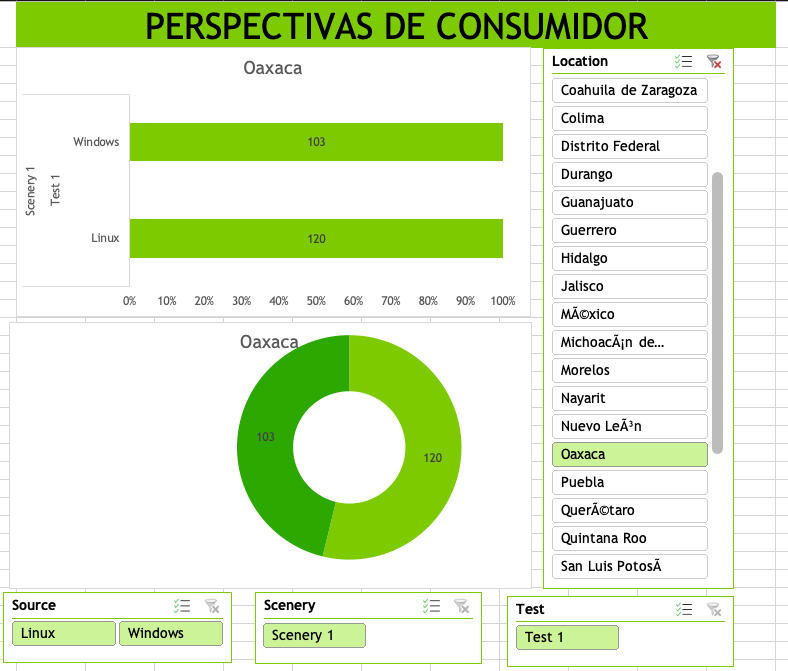 PERSPECTIVAS DE CONSUMIDOR
Oaxaca
Scenery 1
Test 1
Windows
103
Linux
120
0% 10% 20% 30% 40% 50% 60% 70% 80% 90% 100%
Oaxaca
103
120
Location
Coahuila de Zaragoza
Colima
Distrito Federal
Durango
Guanajuato
Guerrero
Hidalgo
Jalisco
MÃ©xico
MichoacÃ¡n de...
Morelos
Nayarit
Nuevo LeÃ³n
Oaxaca
Puebla
QuerÃ©taro
Quintana Roo
San Luis PotosÃ
Source
Linux Windows
Scenery
Scenery 1
Test
Test 1